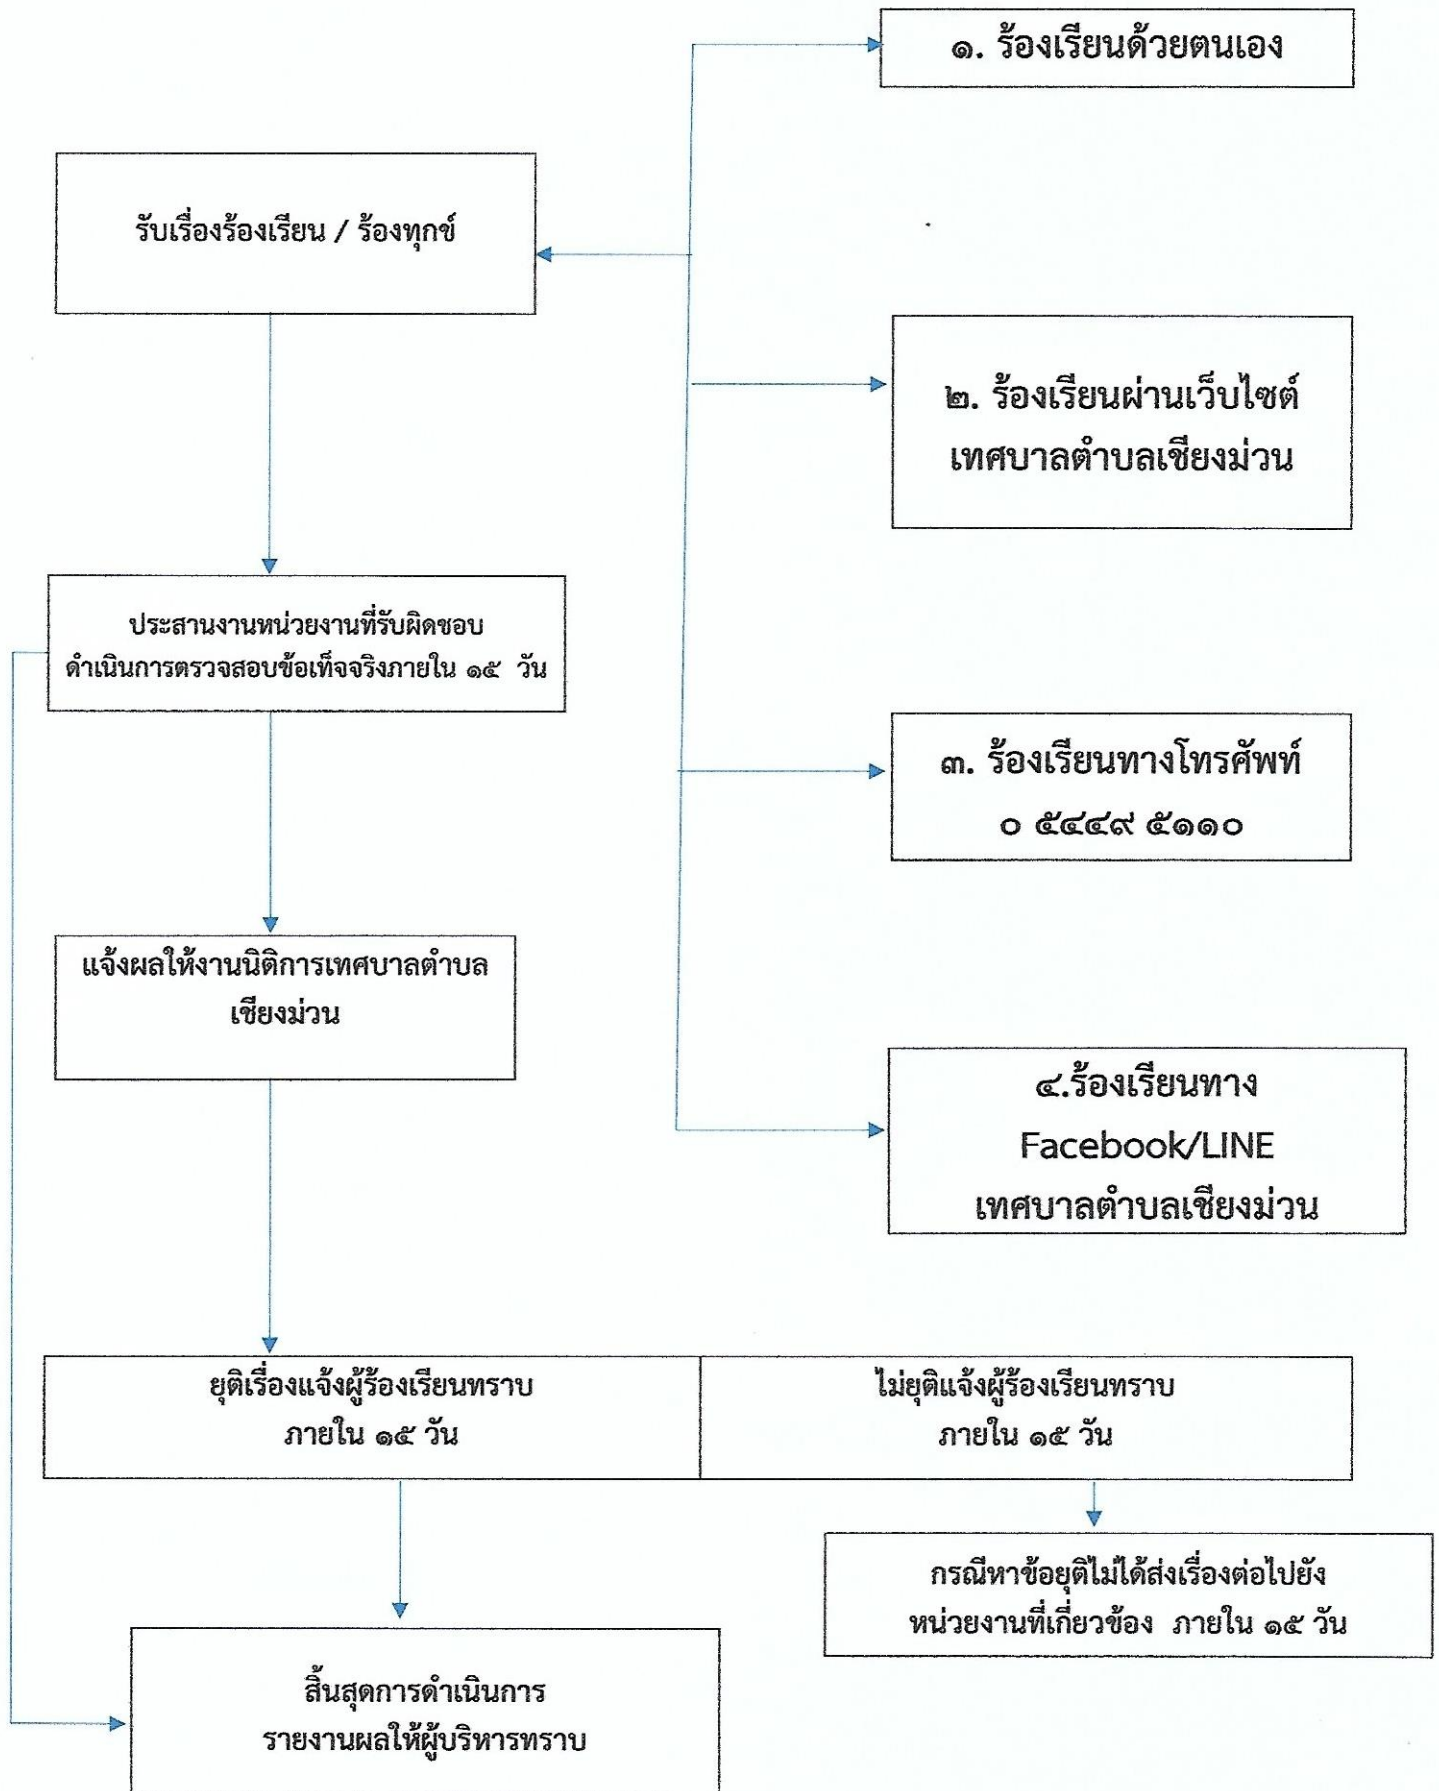 ๑. ร้องเรียนด้วยตนเอง
รับเรื่องร้องเรียน / ร้องทุกข์
๒. ร้องเรียนผ่านเว็บไซต์
เทศบาลตำบลเชียงม่วน
ประสานงานหน่วยงานที่รับผิดชอบ
ดำเนินการตรวจสอบข้อเท็จจริงภายใน ๑๕ วัน
๓. ร้องเรียนทางโทรศัพท์
๐ ๕๔๔๙ ๕๑๑๐
แจ้งผลให้งานนิติการเทศบาลตำบล
เชียงม่วน
๔.ร้องเรียนทาง
Facebook/LINE
เทศบาลตำบลเชียงม่วน
ยุติเรื่องแจ้งผู้ร้องเรียนทราบ
ภายใน ๑๕ วัน
ไม่ยุติแจ้งผู้ร้องเรียนทราบ
ภายใน ๑๕ วัน
กรณีหาข้อยุติไม่ได้ส่งเรื่องต่อไปยัง
หน่วยงานที่เกี่ยวข้อง ภายใน ๑๕ วัน
สิ้นสุดการดำเนินการ
รายงานผลให้ผู้บริหารทราบ